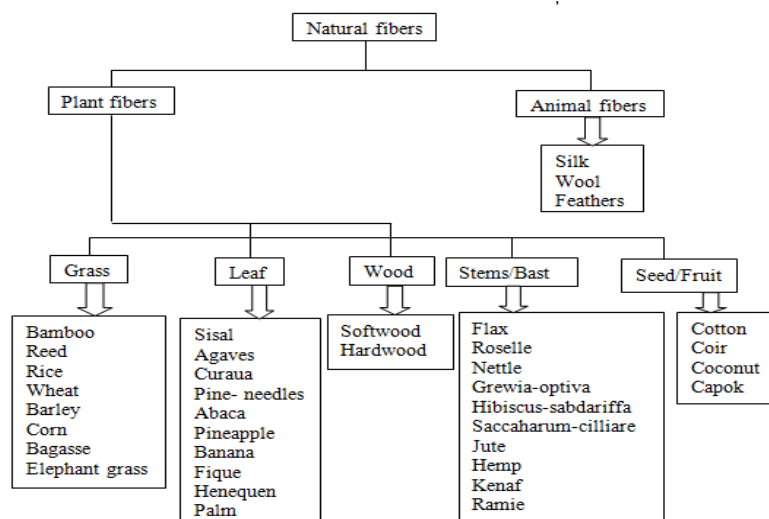 Natural fibers
Plant fibers
Animal fibers
Silk
Wool
Feathers
Grass
Leaf
Wood
Stems/Bast
Seed/Fruit
Bamboo
Reed
Rice
Wheat
Barley
Corn
Bagasse
Elephant grass
Sisal
Agaves
Curaua
Pine- needles
Abaca
Pineapple
Banana
Fique
Henequen
Palm
Softwood
Hardwood
Flax
Roselle
Nettle
Grewia-optiva
Hibiscus-sabdariffa
Saccaharum-cilliare
Jute
Hemp
Kenaf
Ramie
Cotton
Coir
Coconut
Capok